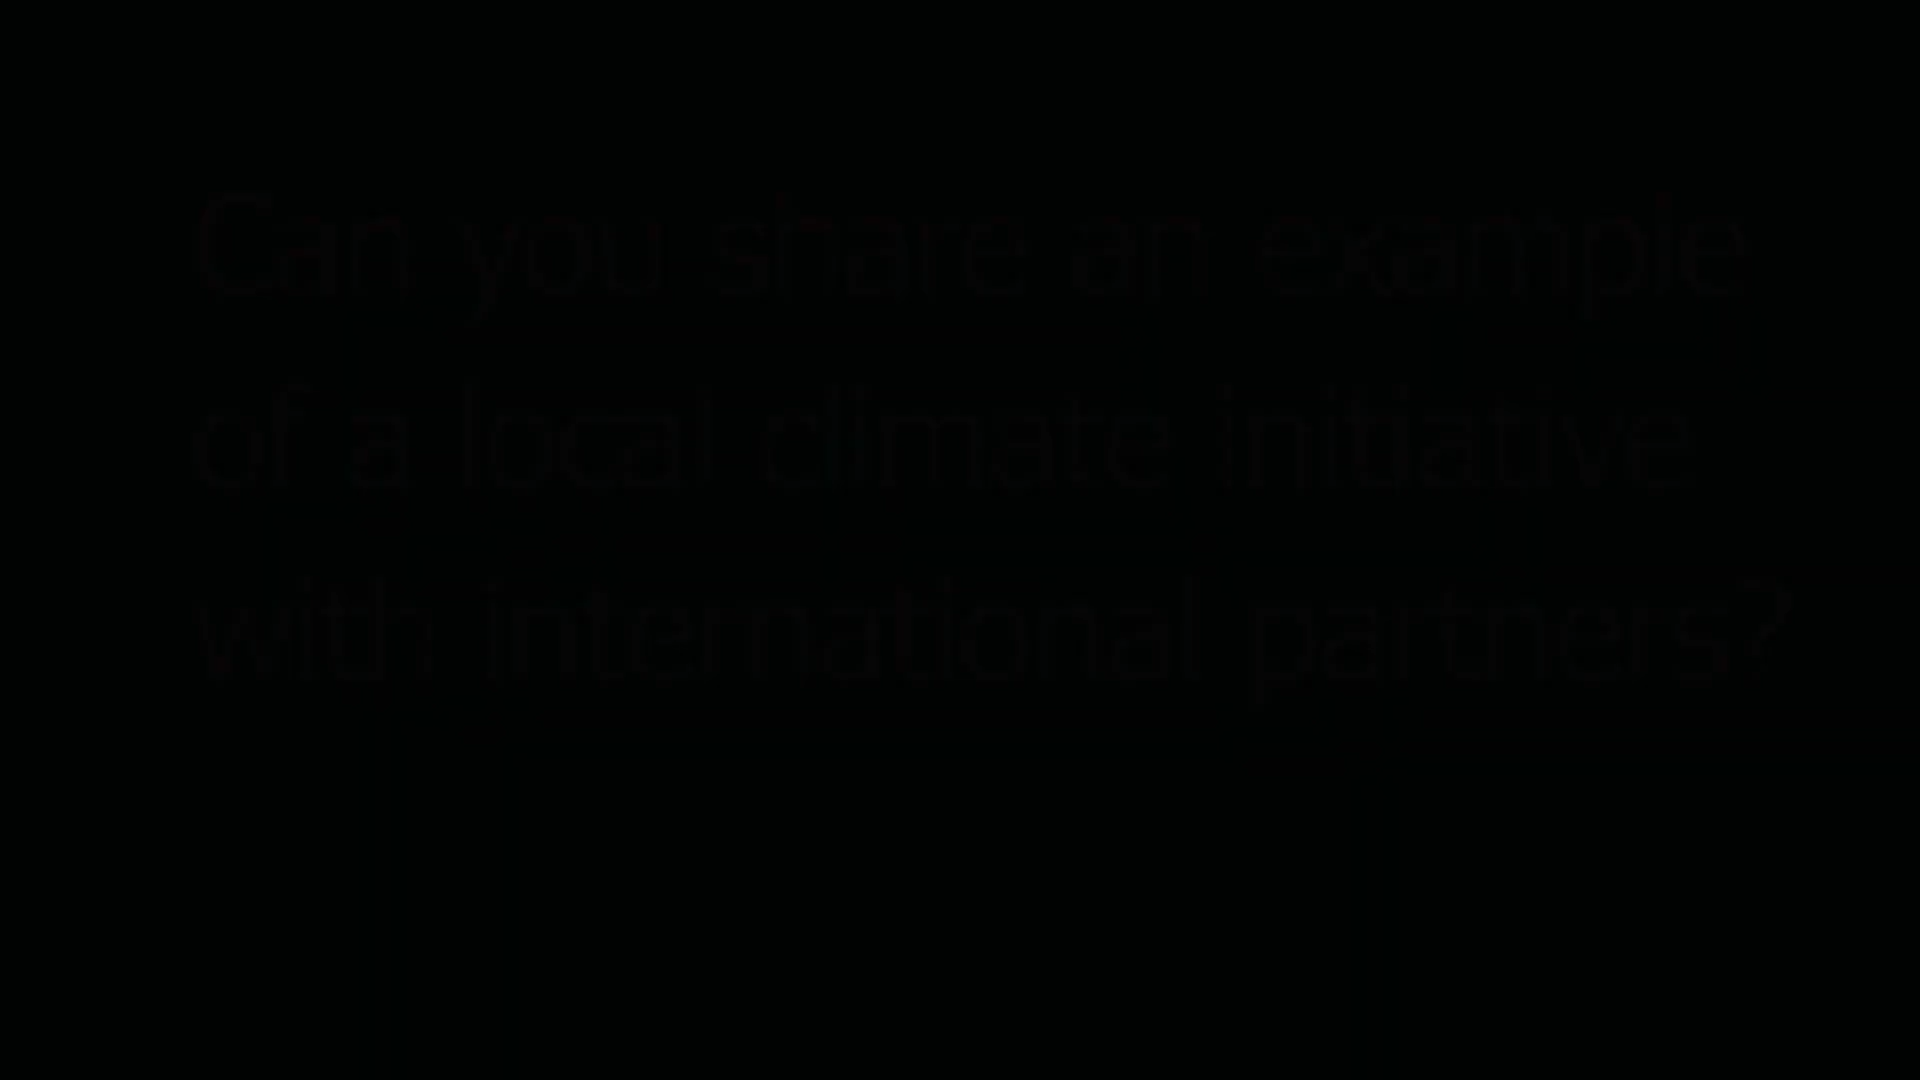 Can you share an example
of a local climate initiative
with international partners?